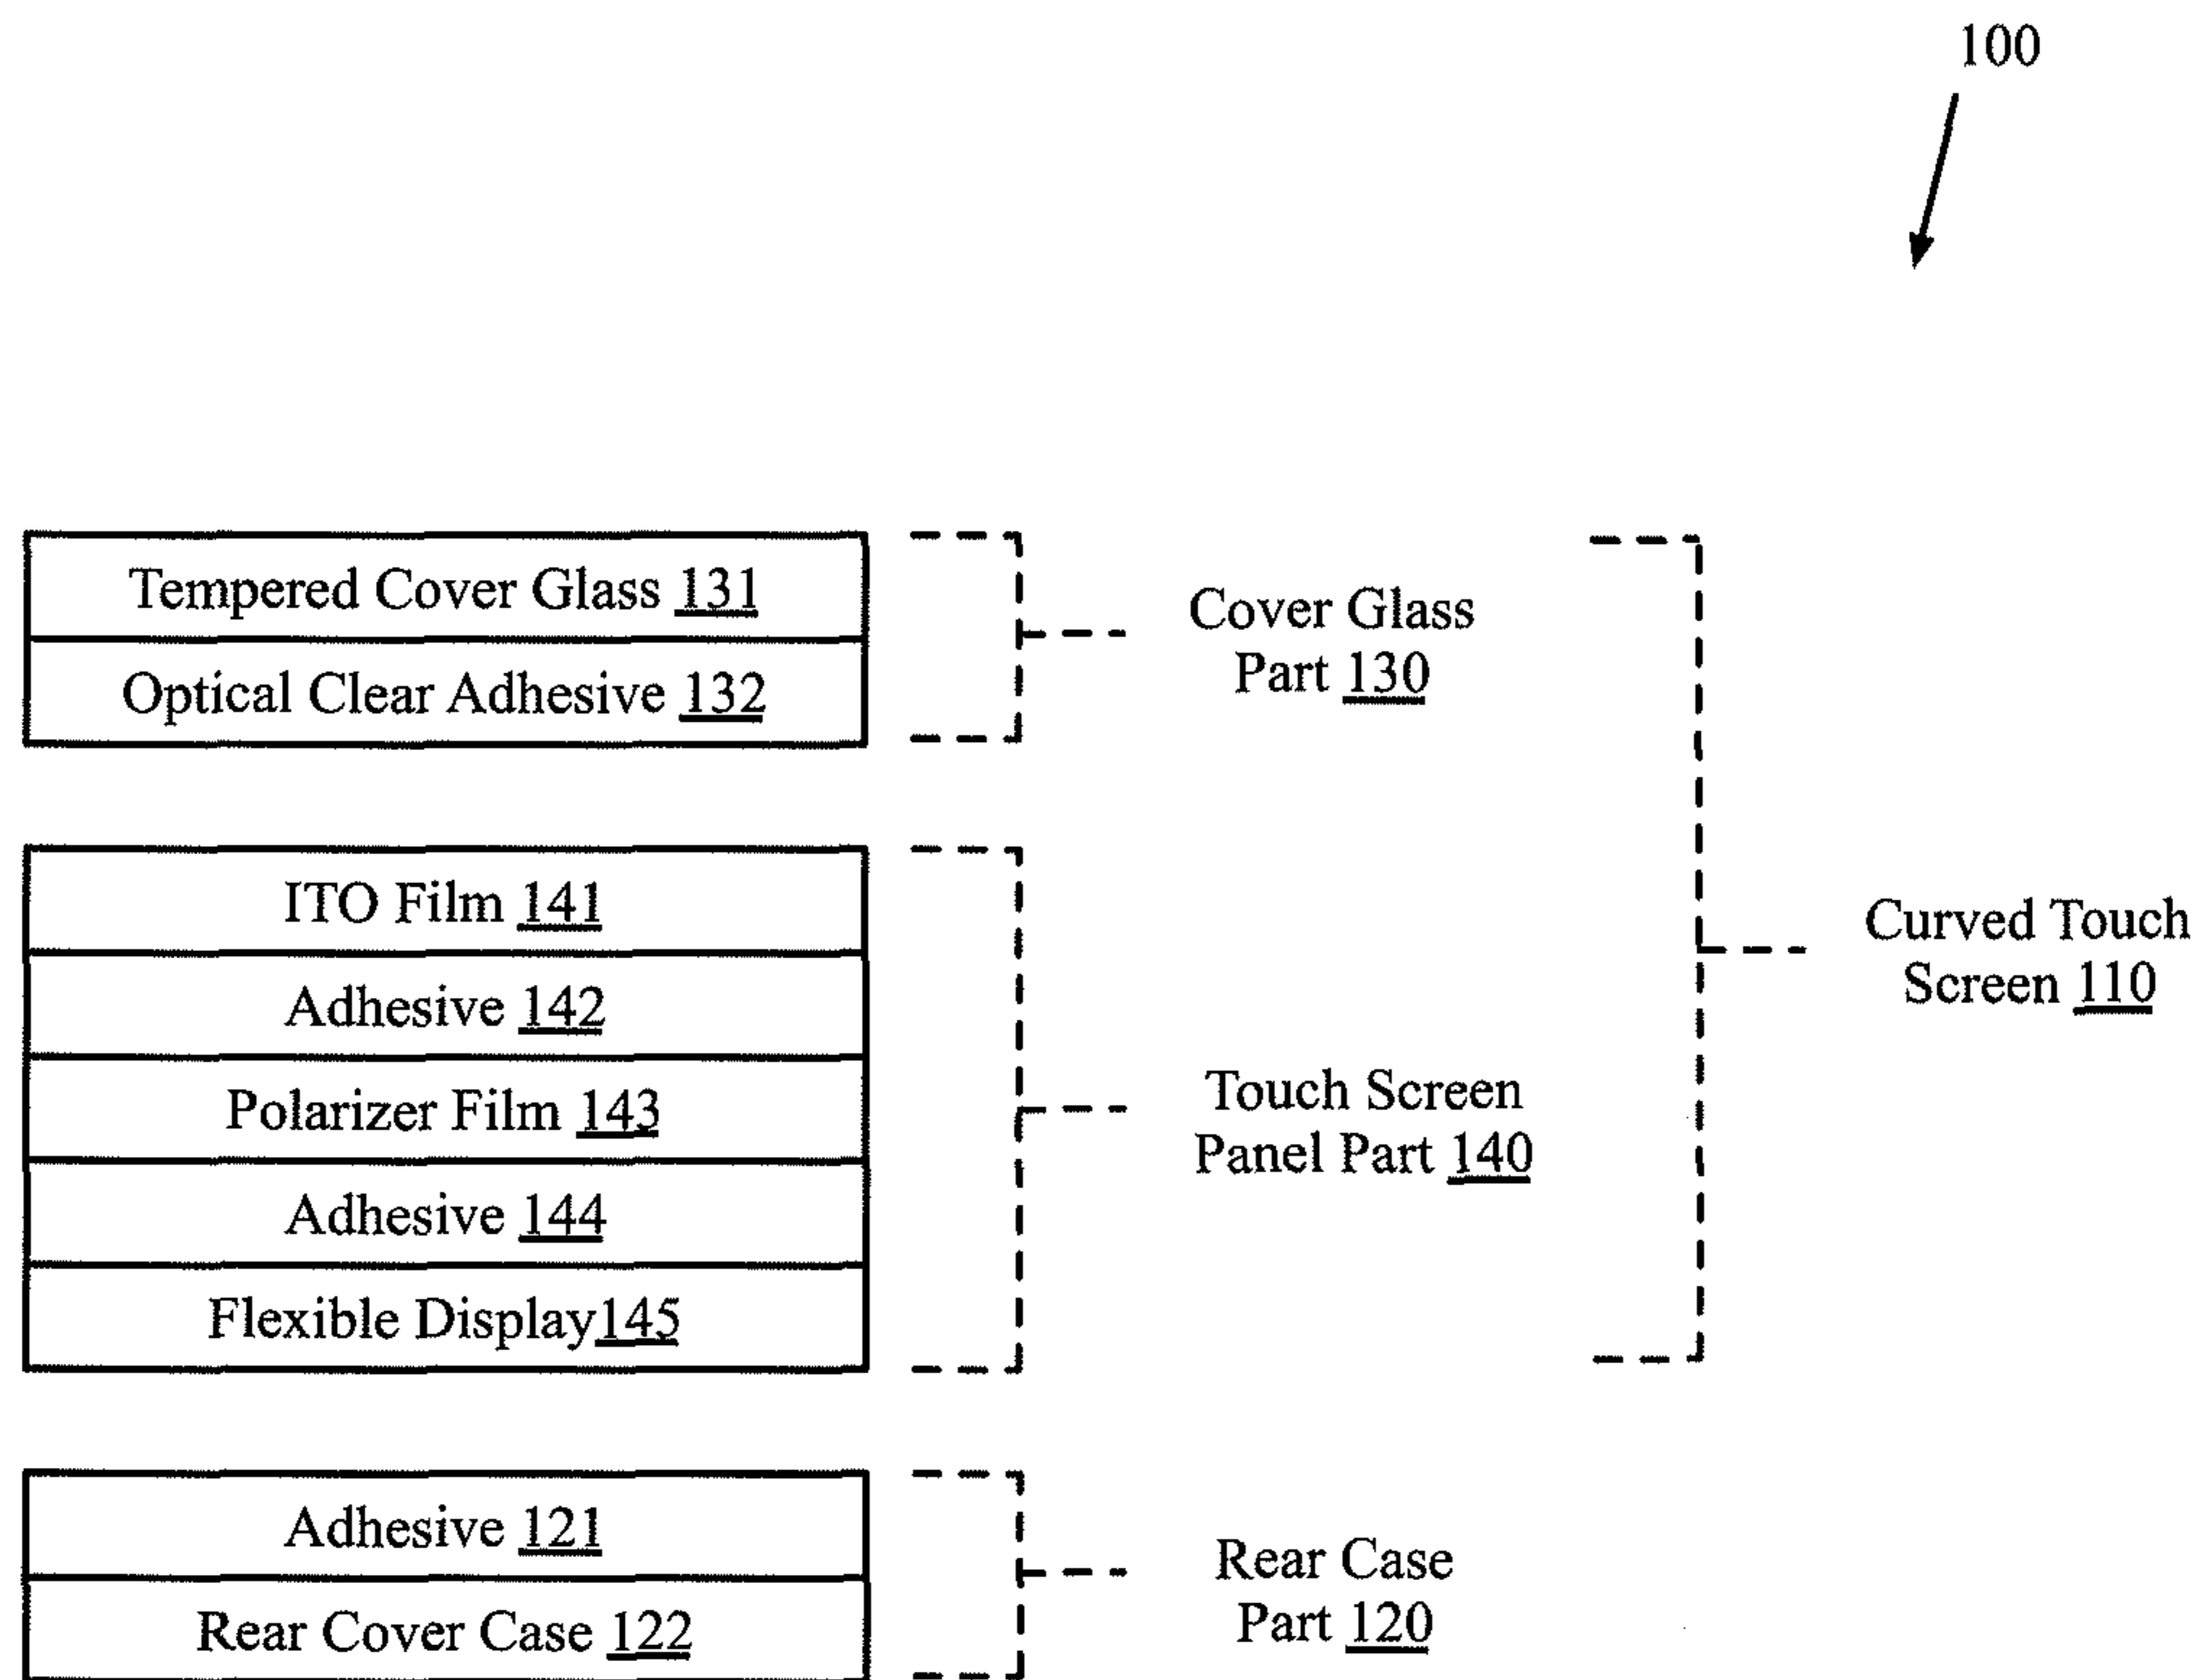 100
Tempered Cover Glass 131
Optical Clear Adhesive 132
Cover Glass
Part 130
ITO Film 141
Adhesive 142
Polarizer Film 143
Adhesive 144
Flexible Display145
Touch Screen
Panel Part 140
Curved Touch
Screen 110
Adhesive 121
Rear Cover Case 122
Rear Case
Part 120